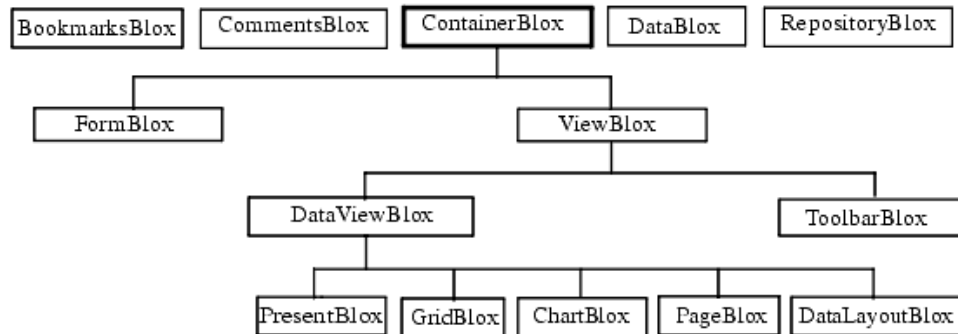 BookmarksBlox
CommentsBlox
ContainerBlox
DataBlox
RepositoryBlox
FormBlox
ViewBlox
DataViewBlox
ToolbarBlox
PresentBlox
GridBlox
ChartBlox
PageBlox
DataLayoutBlox